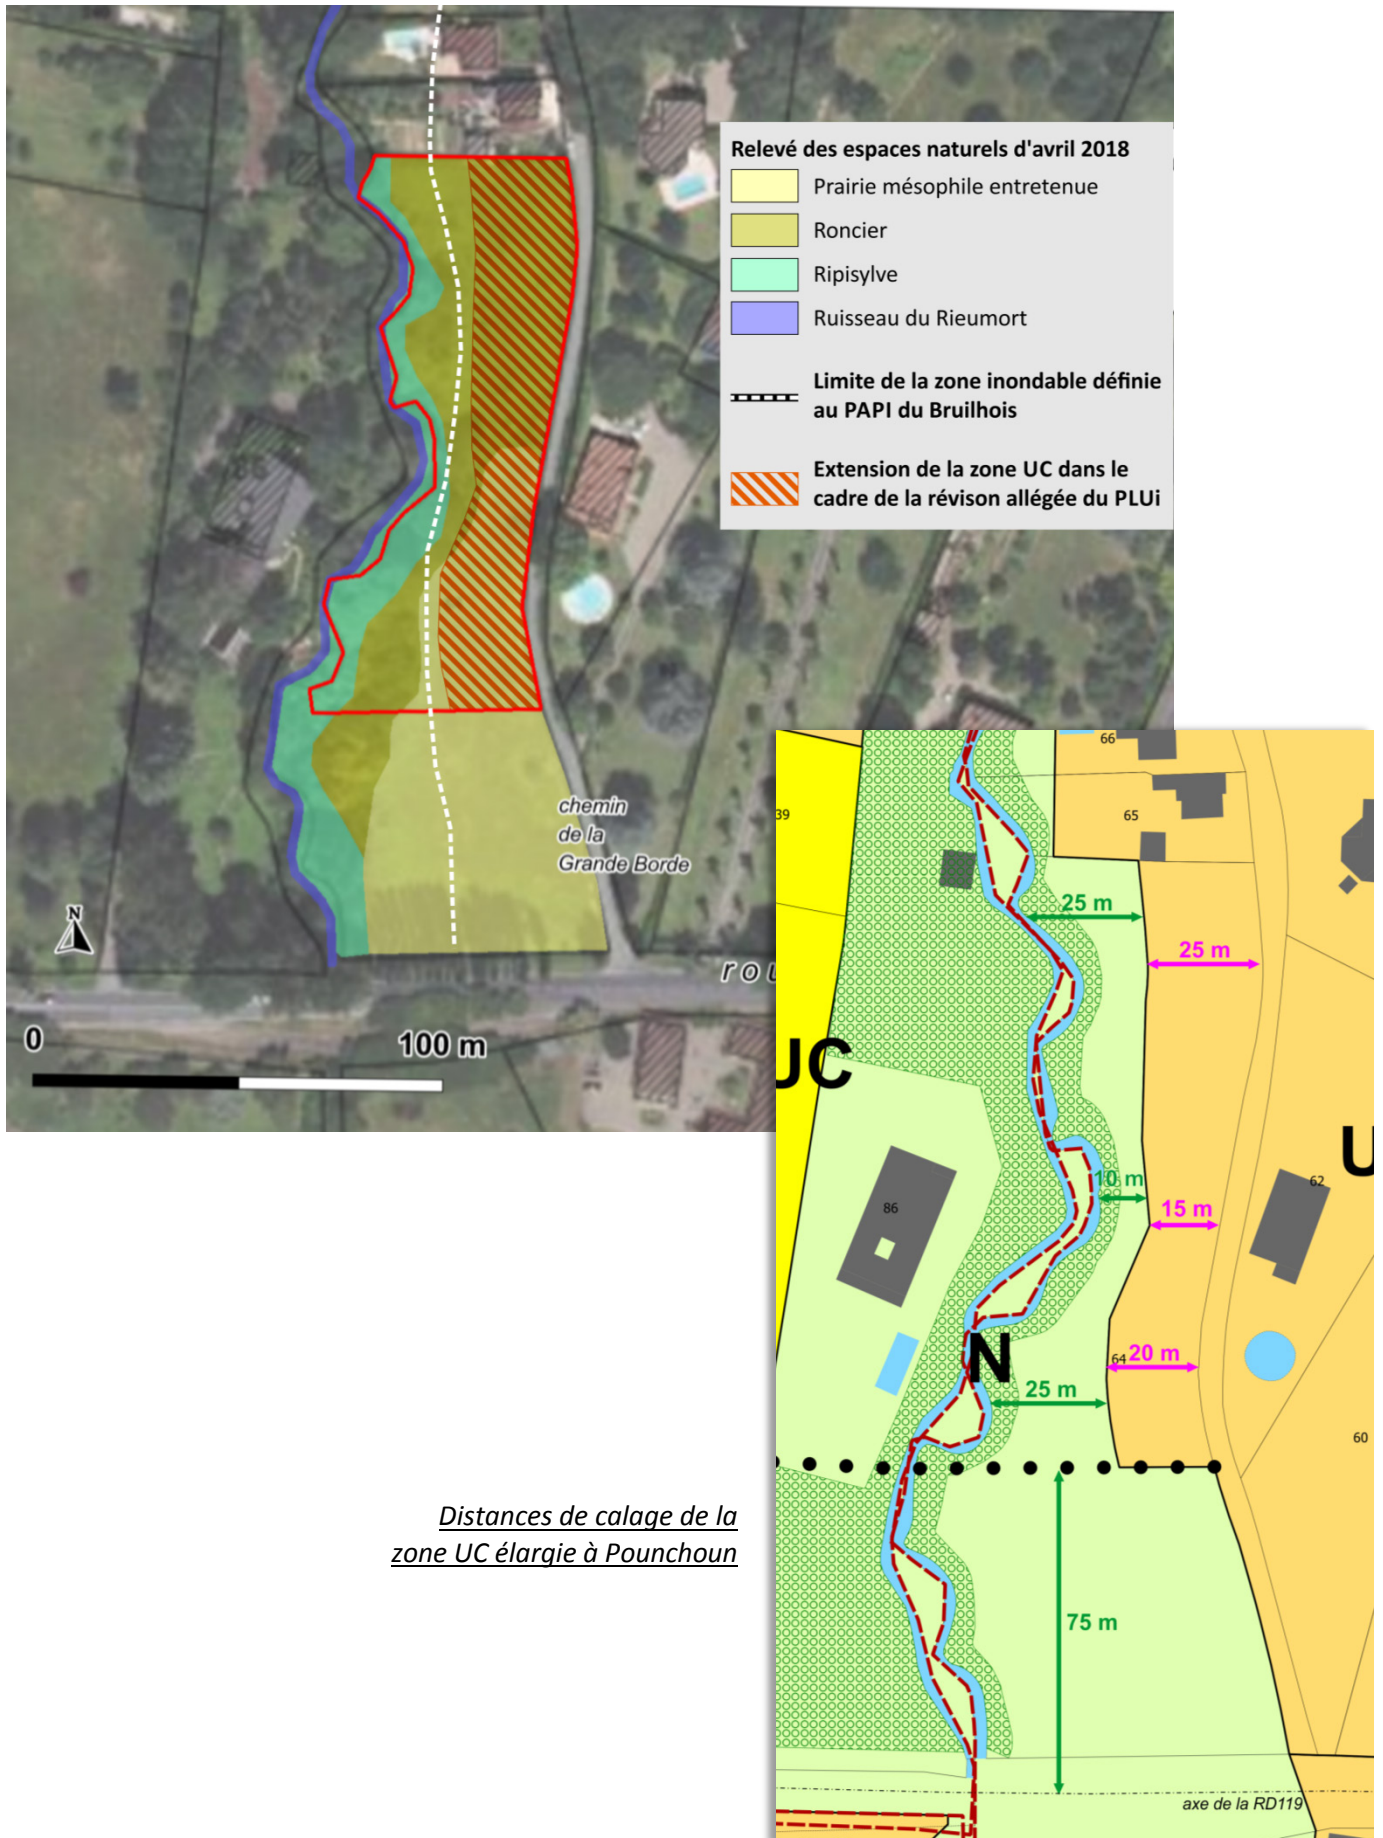 Relevé des espaces naturels d'avril 2018
Prairie mésophile entretenue
Roncier
Ripisylve
Ruisseau du Rieumort
Limite de la zone inondable définie
au PAPI du Bruilhois
Extension de la zone UC dans le
cadre de la révison allégée du PLUi
chemin
de la
Grande Borde
N
rou
0
100 m
66
39
65
25 m
25 m
UC
U
10 m
62
86
15 m
N
64
20 m
25 m
60
75 m
axe de la RD119
Distances de calage de la
zone UC élargie à Pounchoun